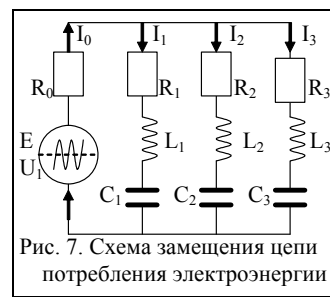 I₀ I₁ I₂ I₃
R₀ R₁ R₂ R₃
E L₁ L₂ L₃
U₁
C₁ C₂ C₃
Рис. 7. Схема замещения цепи
потребления электроэнергии